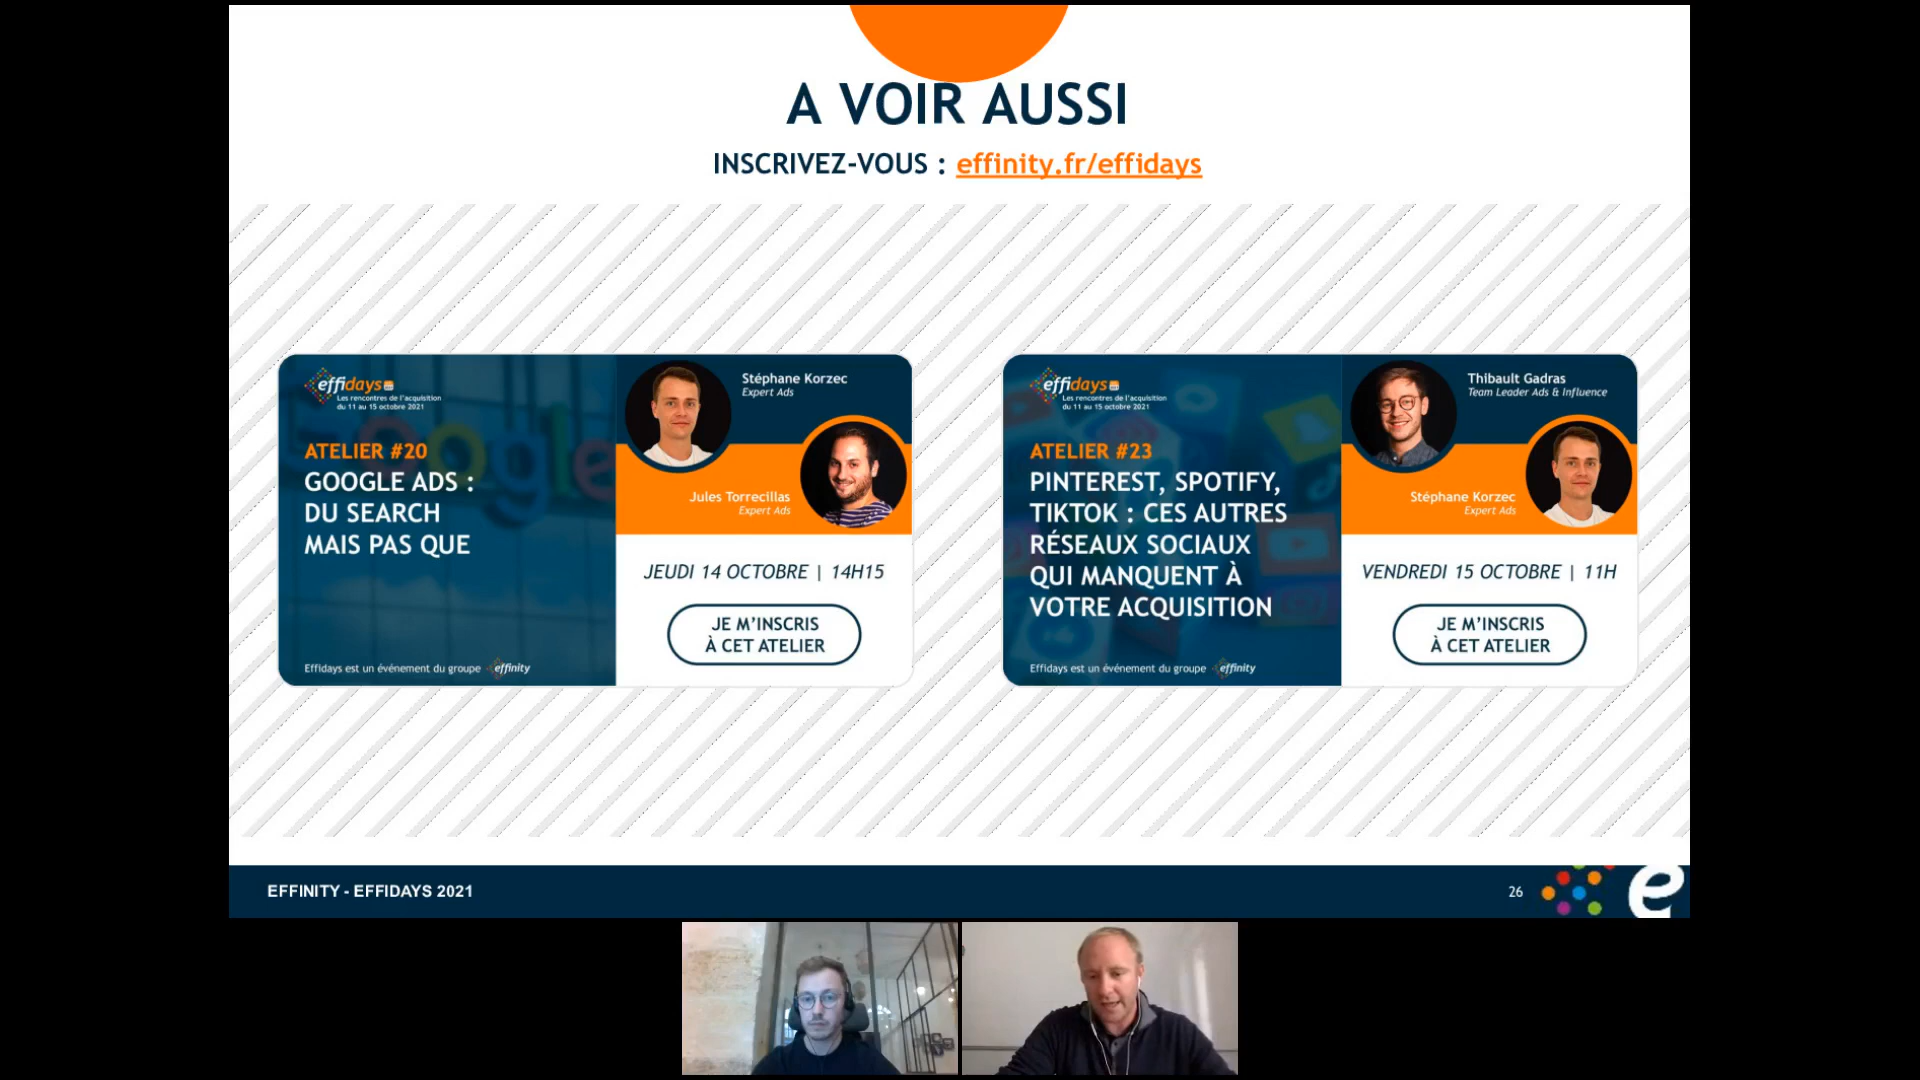 A VOIR AUSSI
INSCRIVEZ-VOUS : effinity.fr/effidays
effidays
Les rencontres de l'acquisition
du 11 au 15 octobre 2021
ATELIER #20
GOOGLE ADS :
DU SEARCH
MAIS PAS QUE
Effidays est un événement du groupe effinity
Stéphane Korzec
Expert Ads
Jules Torrecillas
Expert Ads
JEUDI 14 OCTOBRE | 14H15
JE M'INSCRIS
À CET ATELIER
effidays
Les rencontres de l'acquisition
du 11 au 15 octobre 2021
ATELIER #23
PINTEREST, SPOTIFY,
TIKTOK : CES AUTRES
RÉSEAUX SOCIAUX
QUI MANQUENT À
VOTRE ACQUISITION
Effidays est un événement du groupe effinity
Thibault Gadras
Team Leader Ads & Influence
Stéphane Korzec
Expert Ads
VENDREDI 15 OCTOBRE | 11H
JE M'INSCRIS
À CET ATELIER
EFFINITY - EFFIDAYS 2021
26
e